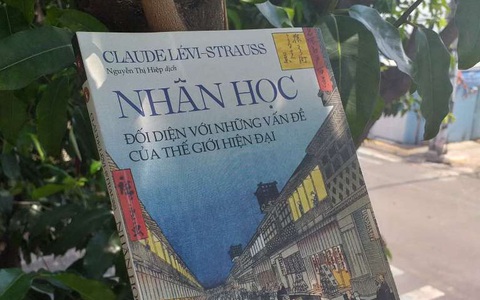 CLAUDE LÉVI-STRAUSS
Nguyễn Thị Hiệp dịch
NHÂN HỌC
ĐỐI DIỆN VỚI NHỮNG VẤN ĐỀ
CỦA THẾ GIỚI HIỆN ĐẠI